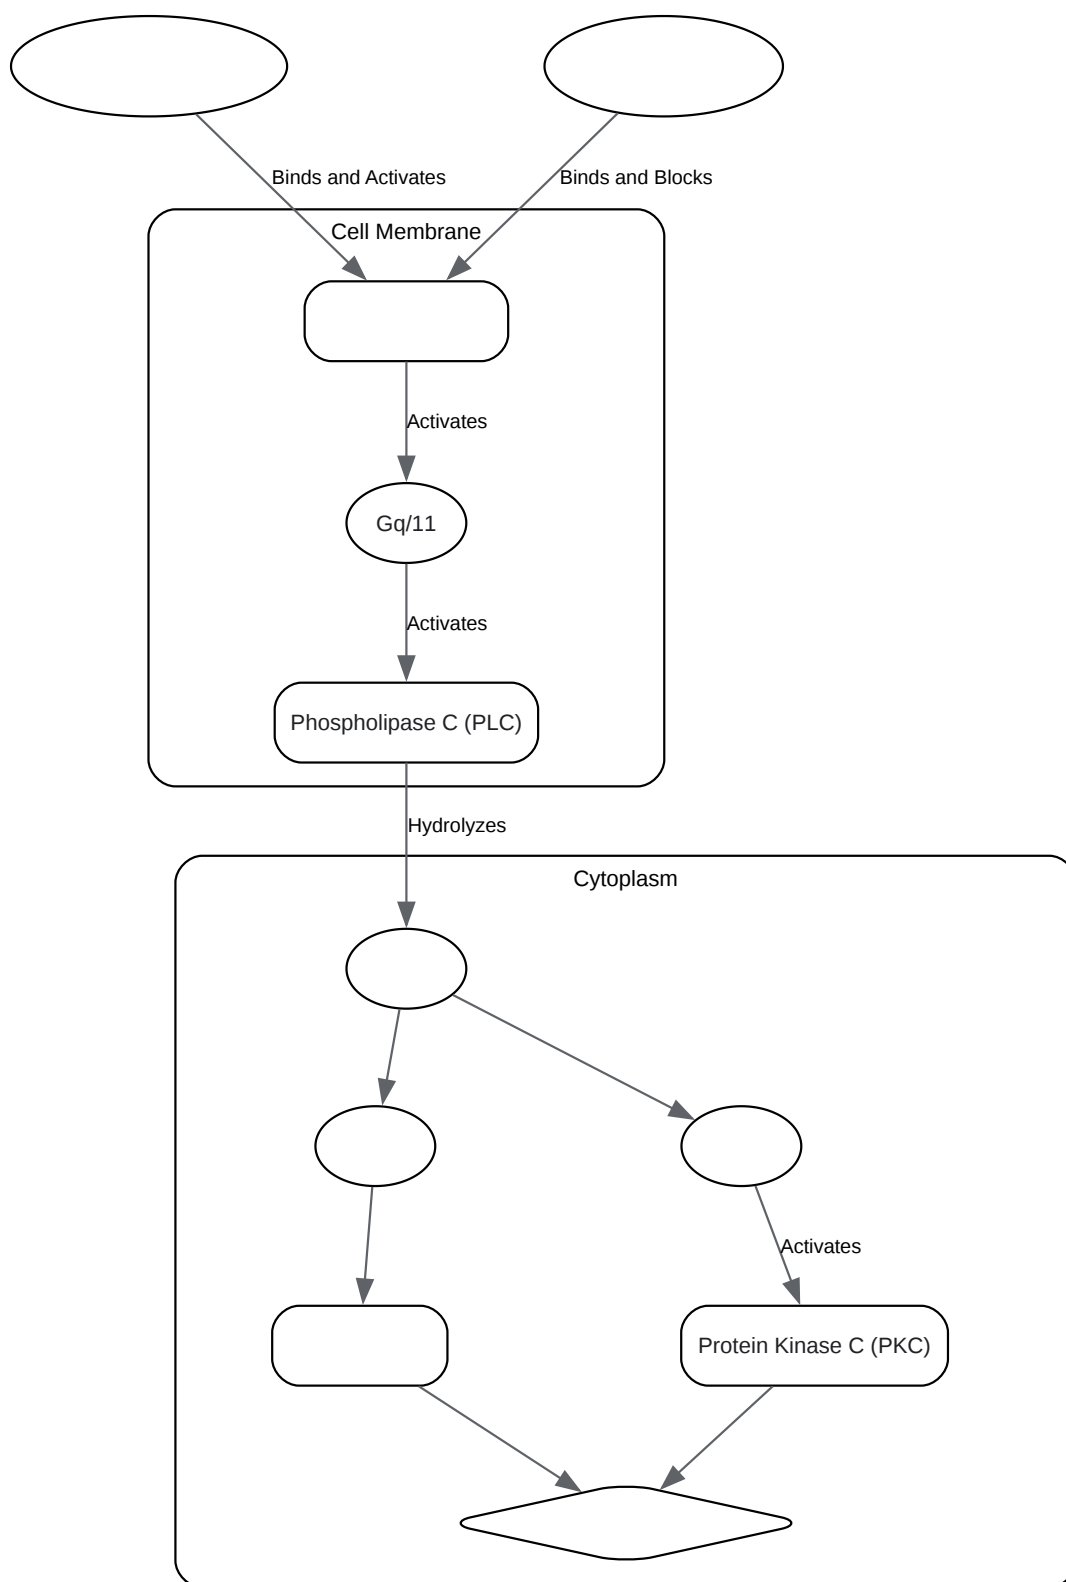 Binds and Activates
Binds and Blocks
Cell Membrane
Activates
Gq/11
Activates
Phospholipase C (PLC)
Hydrolyzes
Cytoplasm
Activates
Protein Kinase C (PKC)